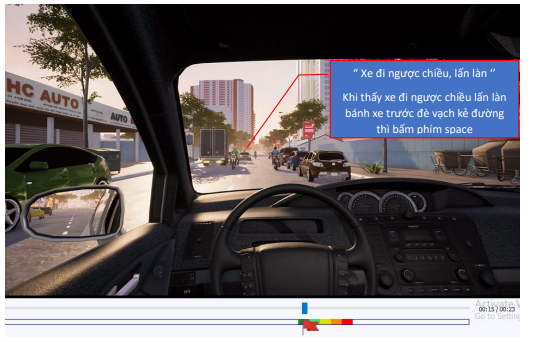 “ Xe đi ngược chiều, lấn làn ”
Khi thấy xe đi ngược chiều lấn làn
bánh xe trước đè vạch kẻ đường
thì bấm phím space
HC AUTO
AUTO
Activate
00:15 / 00:23
Go to Setting